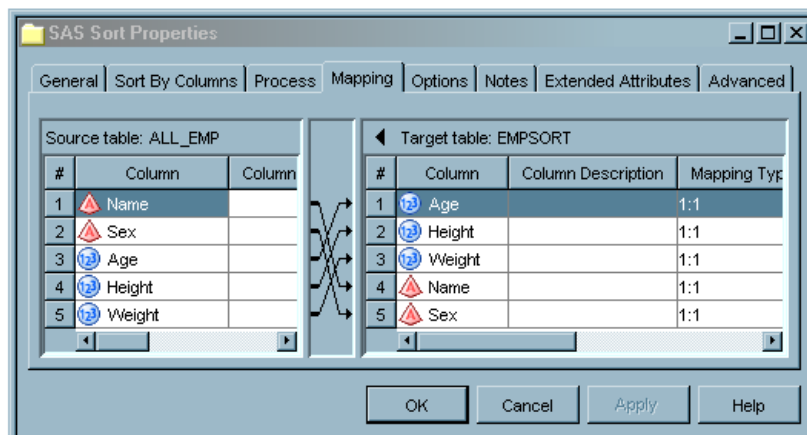 SAS Sort Properties
General Sort By Columns Process Mapping Options Notes Extended Attributes Advanced
Source table: ALL_EMP
# Column Column
1 Name
2 Sex
3 Age
4 Height
5 Weight
Target table: EMPSORT
# Column Column Description Mapping Typ
1 123 Age 1:1
2 123 Height 1:1
3 123 Weight 1:1
4 A Name 1:1
5 A Sex 1:1
OK Cancel Apply Help